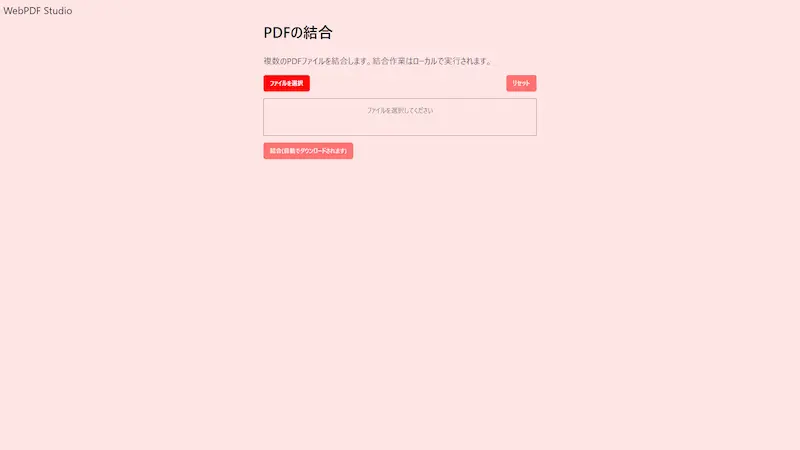 WebPDF Studio
PDFの結合
複数のPDFファイルを結合します。結合作業はローカルで実行されます。
ファイルを選択
リセット
ファイルを選択してください
結合(自動でダウンロードされます)